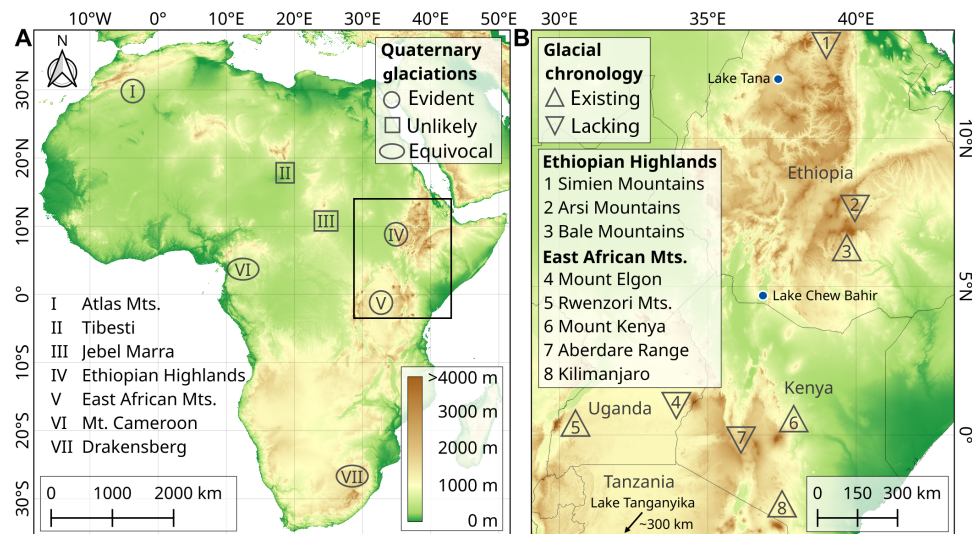 A
10°W 0° 10°E 20°E 30°E 40°E 50°E
N
30°N
20°N
10°N
0°
10°S
20°S
30°S
Quaternary
glaciations
Evident
Unlikely
Equivocal
I
II
III
IV
V
VI
VII
I Atlas Mts.
II Tibesti
III Jebel Marra
IV Ethiopian Highlands
V East African Mts.
VI Mt. Cameroon
VII Drakensberg
>4000 m
3000 m
2000 m
1000 m
0 m
0 1000 2000 km
B
30°E 35°E 40°E
10°N
5°N
0°
Glacial
chronology
Existing
Lacking
Ethiopian Highlands
1 Simien Mountains
2 Arsi Mountains
3 Bale Mountains
East African Mts.
4 Mount Elgon
5 Rwenzori Mts.
6 Mount Kenya
7 Aberdare Range
8 Kilimanjaro
1
Lake Tana
Ethiopia
2
3
Lake Chew Bahir
Kenya
Uganda
4
5
6
7
Tanzania
Lake Tanganyika
~300 km
8
0 150 300 km